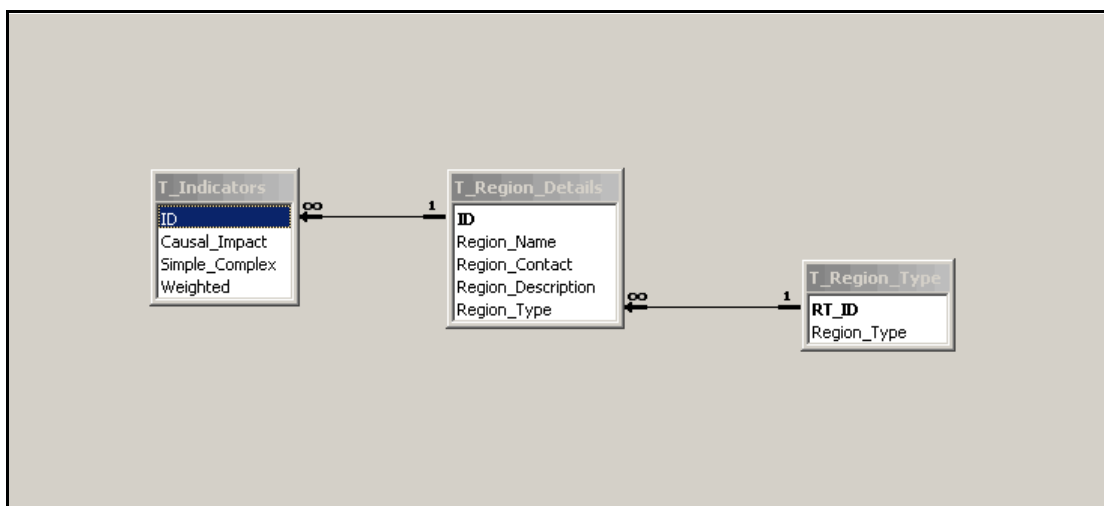 T_Indicators
ID
Causal_Impact
Simple_Complex
Weighted
∞ 1
T_Region_Details
ID
Region_Name
Region_Contact
Region_Description
Region_Type
∞ 1
T_Region_Type
RT_ID
Region_Type